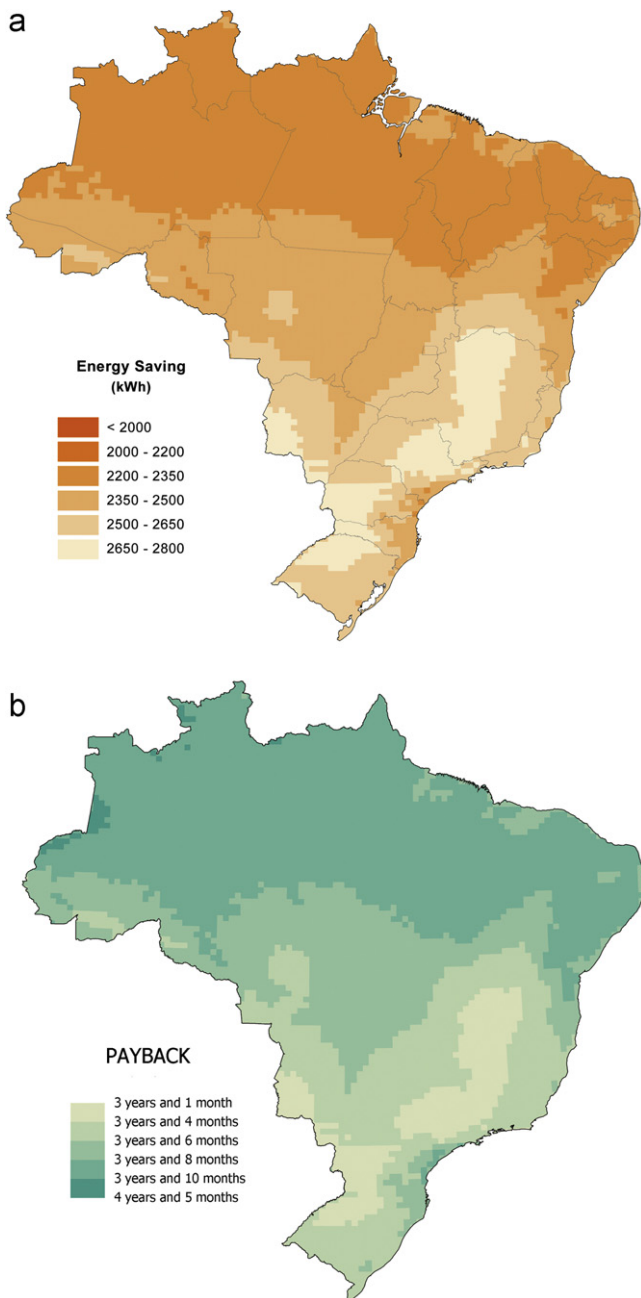 a
Energy Saving
(kWh)
< 2000
2000 - 2200
2200 - 2350
2350 - 2500
2500 - 2650
2650 - 2800
b
PAYBACK
3 years and 1 month
3 years and 4 months
3 years and 6 months
3 years and 8 months
3 years and 10 months
4 years and 5 months